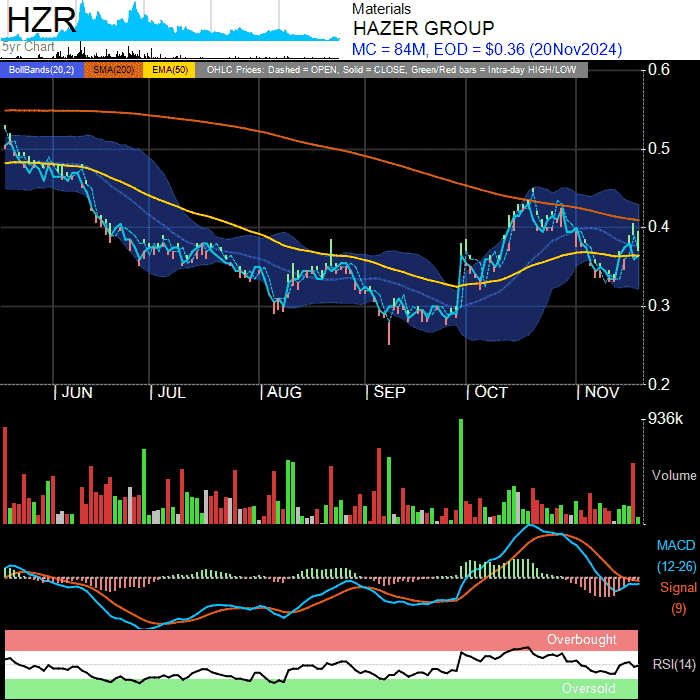 HZR
5yr Chart
Materials
HAZER GROUP
MC = 84M, EOD = $0.36 (20Nov2024)
BollBands(20,2) SMA(200) EMA(50) OHLC Prices: Dashed = OPEN, Solid = CLOSE, Green/Red bars = Intra-day HIGH/LOW
0.6
0.5
0.4
0.3
0.2
JUN JUL AUG SEP OCT NOV
936k
Volume
MACD
(12-26)
Signal
(9)
Overbought
RSI(14)
Oversold